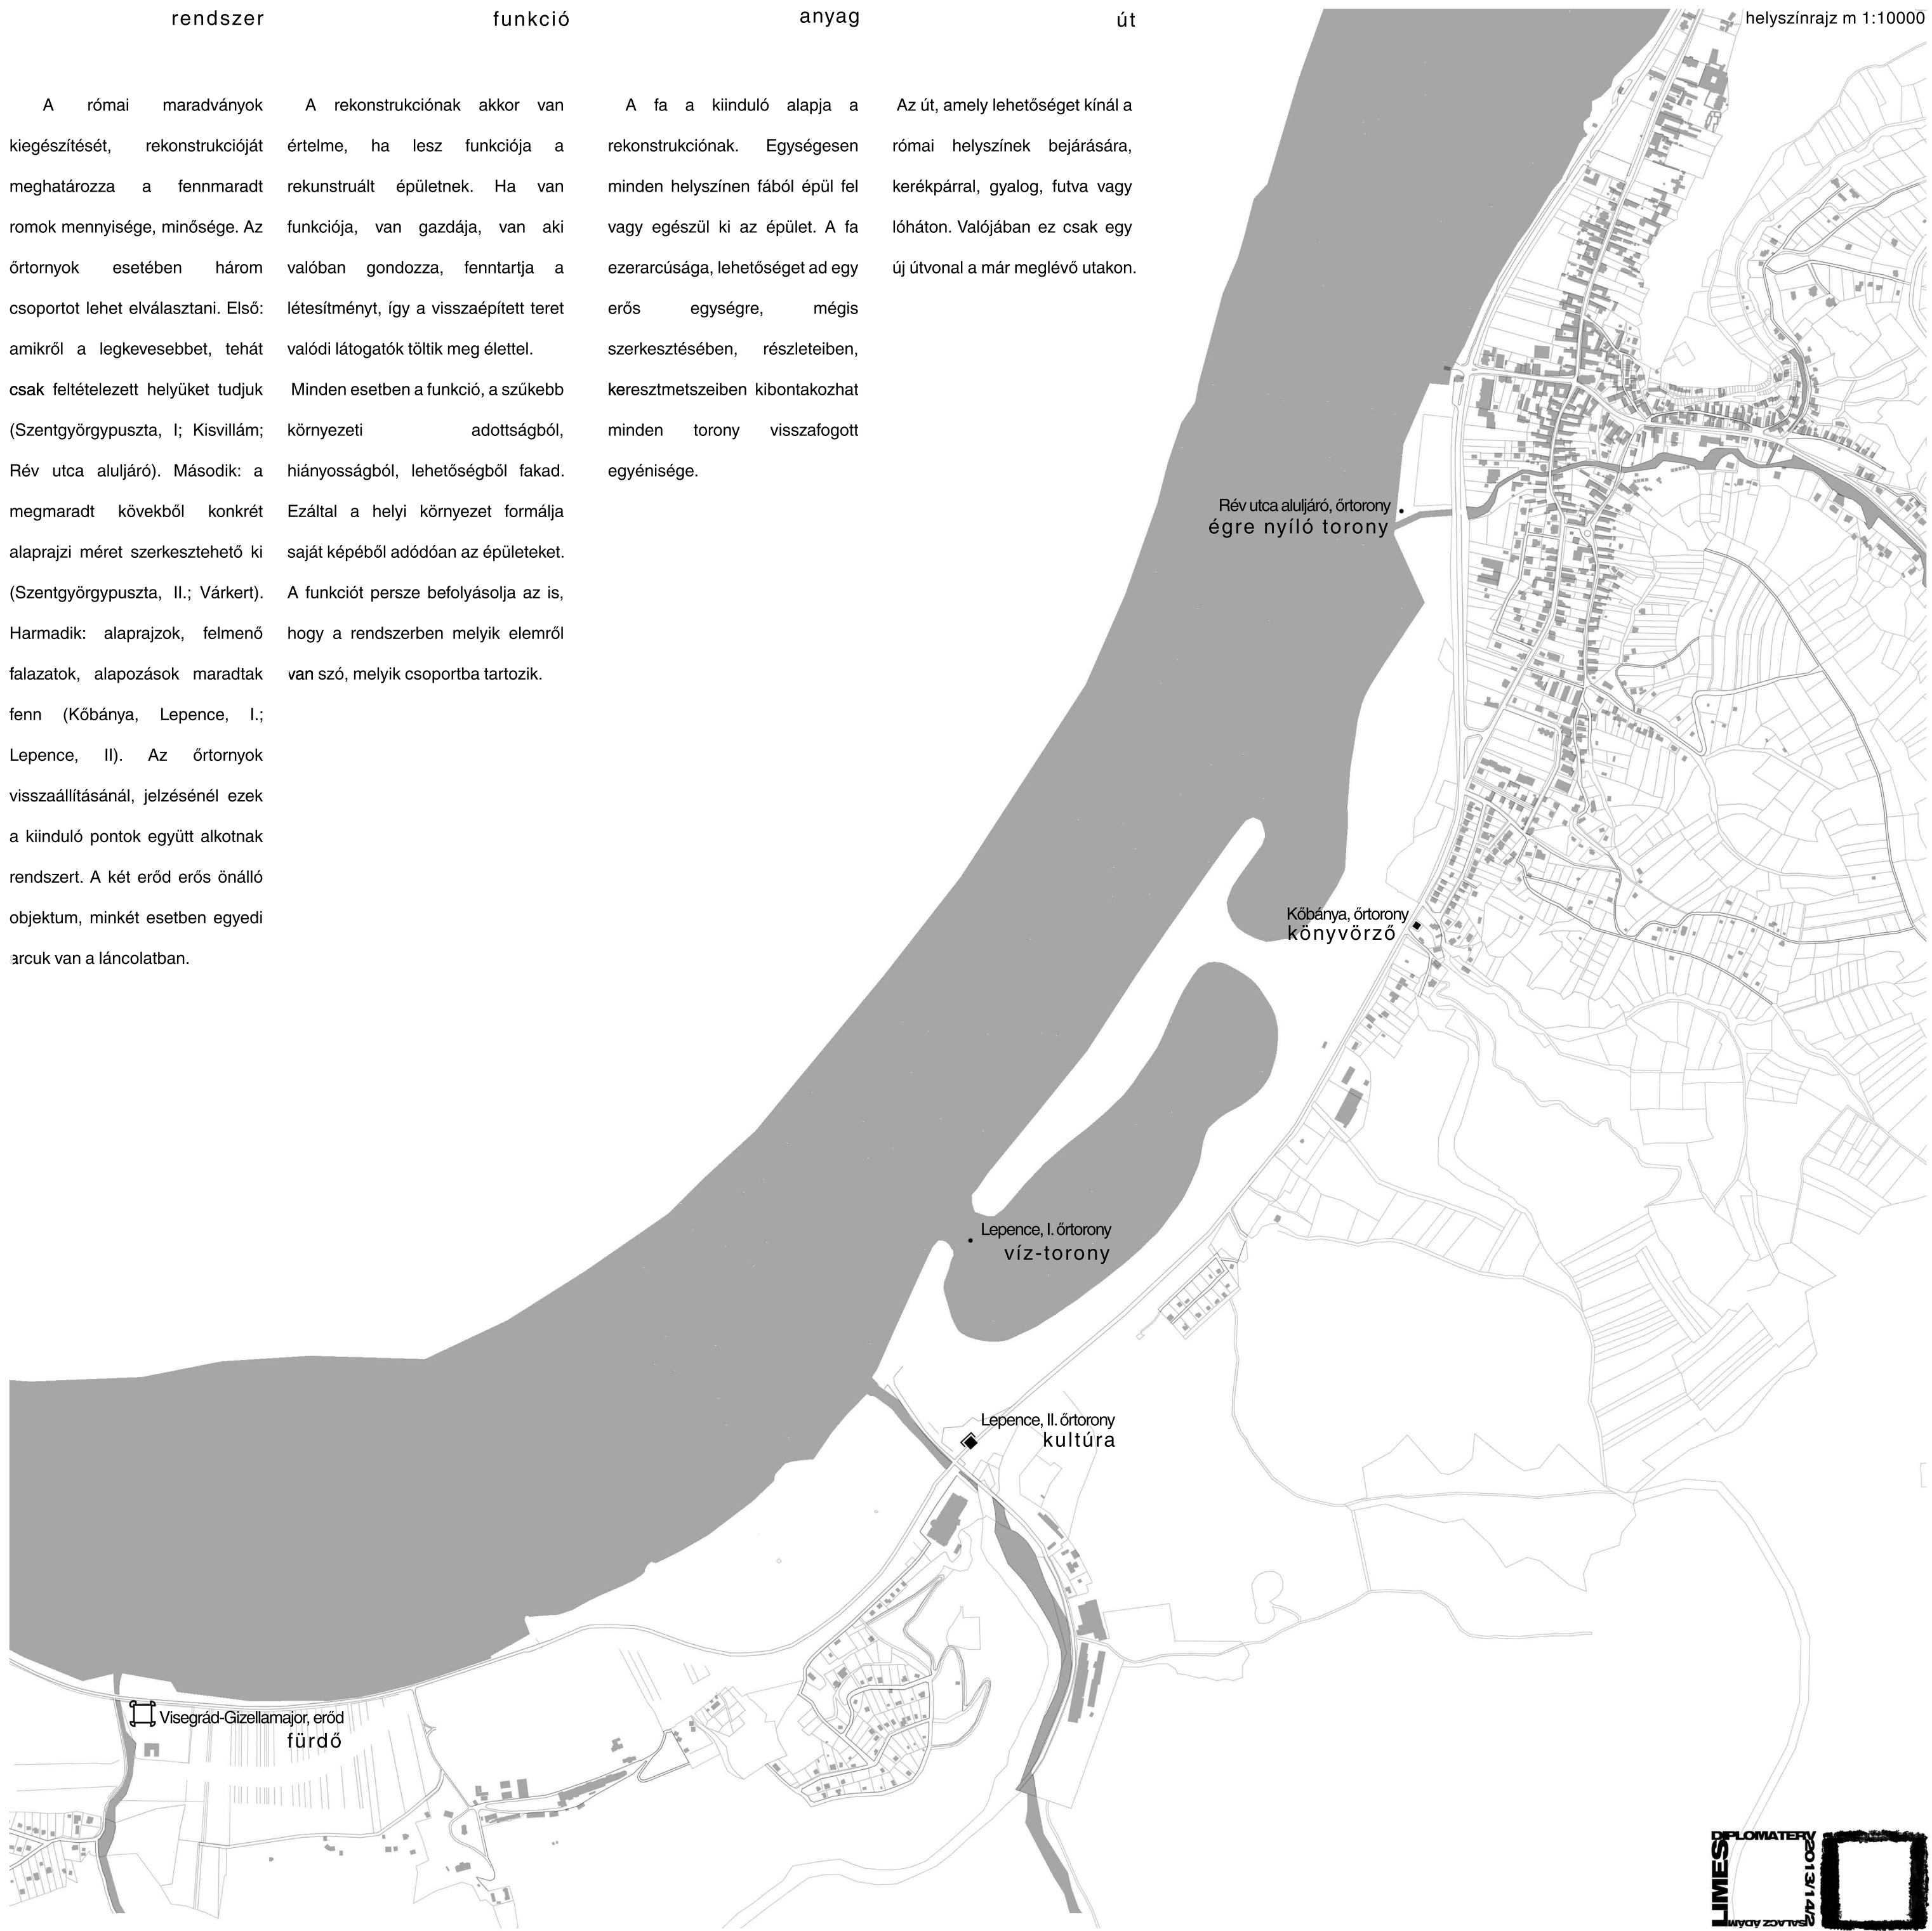 rendszer
A római maradványok
kiegészítését, rekonstrukcióját
meghatározza a fennmaradt
romok mennyisége, minősége. Az
őrtornyok esetében három
csoportot lehet elválasztani. Első:
amikről a legkevesebbet, tehát
csak feltételezett helyüket tudjuk
(Szentgyörgypuszta, I; Kisvillám;
Rév utca aluljáró). Második: a
megmaradt kövekből konkrét
alaprajzi méret szerkesztehető ki
(Szentgyörgypuszta, II.; Várkert).
Harmadik: alaprajzok, felmenő
falazatok, alapozások maradtak
fenn (Kőbánya, Lepence, I.;
Lepence, II). Az őrtornyok
visszaállításánál, jelzésénél ezek
a kiinduló pontok együtt alkotnak
rendszert. A két erőd erős önálló
objektum, minkét esetben egyedi
arcuk van a láncolatban.
funkció
A rekonstrukciónak akkor van
értelme, ha lesz funkciója a
rekunstruált épületnek. Ha van
funkciója, van gazdája, van aki
valóban gondozza, fenntartja a
létesítményt, így a visszaépített teret
valódi látogatók töltik meg élettel.
Minden esetben a funkció, a szűkebb
környezeti adottságból,
hiányosságból, lehetőségből fakad.
Ezáltal a helyi környezet formálja
saját képéből adódóan az épületeket.
A funkciót persze befolyásolja az is,
hogy a rendszerben melyik elemről
van szó, melyik csoportba tartozik.
anyag
A fa a kiinduló alapja a
rekonstrukciónak. Egységesen
minden helyszínen fából épül fel
vagy egészül ki az épület. A fa
ezerarcúsága, lehetőséget ad egy
erős egységre, mégis
szerkesztésében, részleteiben,
keresztmetszeiben kibontakozhat
minden torony visszafogott
egyénisége.
út
Az út, amely lehetőséget kínál a
római helyszínek bejárására,
kerékpárral, gyalog, futva vagy
lóháton. Valójában ez csak egy
új útvonal a már meglévő utakon.
helyszínrajz m 1:10000
Rév utca aluljáró, őrtorony
égre nyíló torony
Kőbánya, őrtorony
könyvörző
Lepence, I. őrtorony
víz-torony
Lepence, II. őrtorony
kultúra
Visegrád-Gizellamajor, erőd
fürdő
LIMES
DIPLOMATERV
2013/14/2
SALACZ ÁDÁM